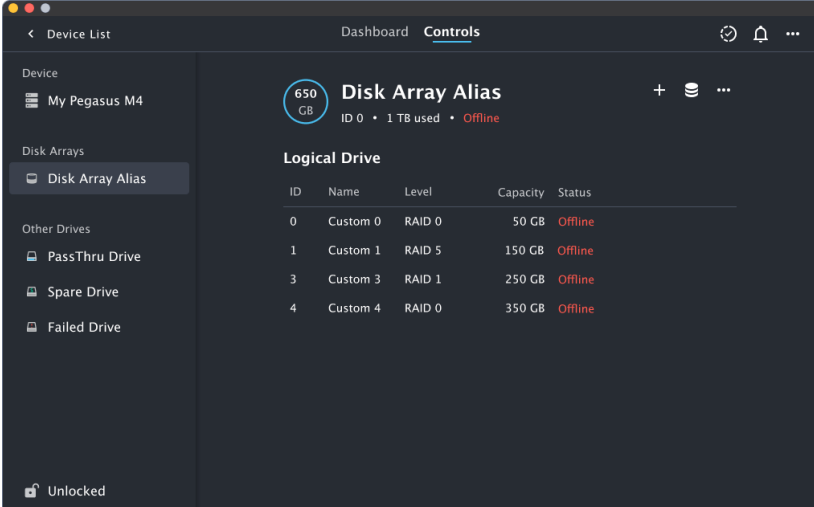 Device List
Dashboard Controls
Device
My Pegasus M4
Disk Arrays
Disk Array Alias
Other Drives
PassThru Drive
Spare Drive
Failed Drive
Unlocked
650
GB
Disk Array Alias
ID 0 • 1 TB used • Offline
Logical Drive
ID Name Level Capacity Status
0 Custom 0 RAID 0 50 GB Offline
1 Custom 1 RAID 5 150 GB Offline
3 Custom 3 RAID 1 250 GB Offline
4 Custom 4 RAID 0 350 GB Offline